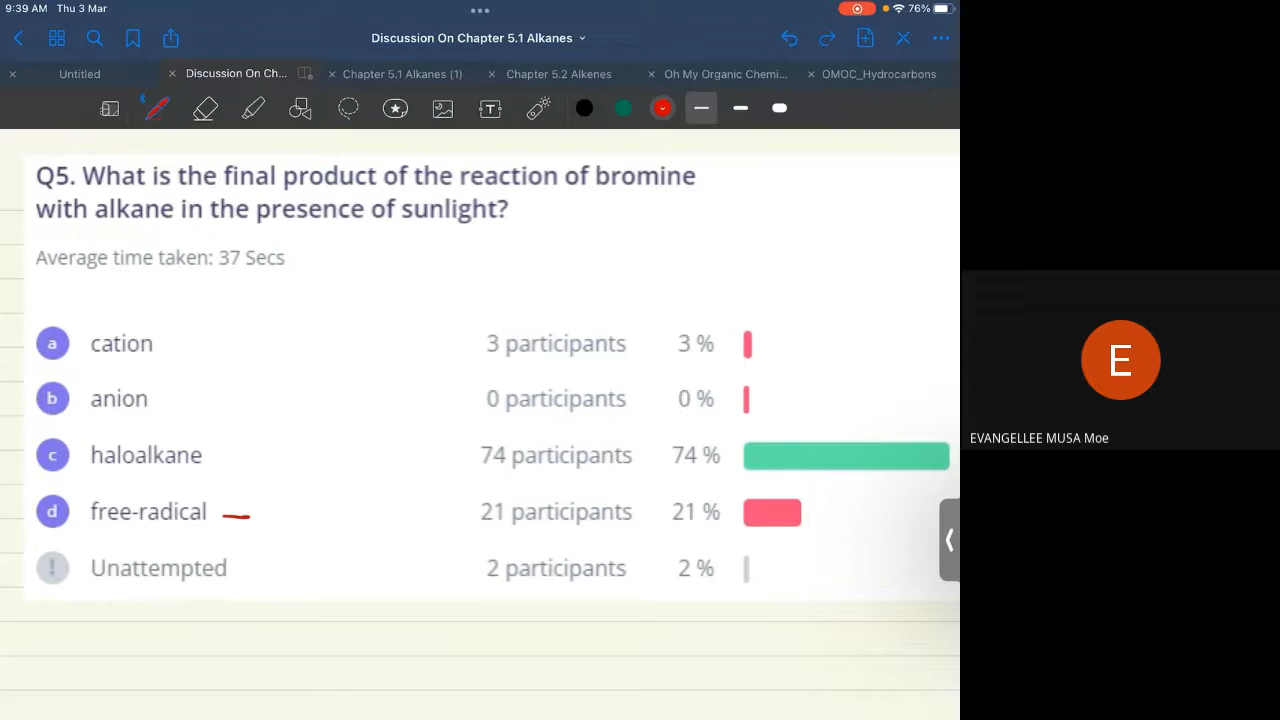 9:39 AM Thu 3 Mar
76%
Discussion On Chapter 5.1 Alkanes
Untitled
Discussion On Ch...
Chapter 5.1 Alkanes (1)
Chapter 5.2 Alkenes
Oh My Organic Chemi...
OMOC_Hydrocarbons
Q5. What is the final product of the reaction of bromine
with alkane in the presence of sunlight?
Average time taken: 37 Secs
a cation 3 participants 3 %
b anion 0 participants 0 %
c haloalkane 74 participants 74 %
d free-radical 21 participants 21 %
! Unattempted 2 participants 2 %
E
EVANGELLEE MUSA Moe